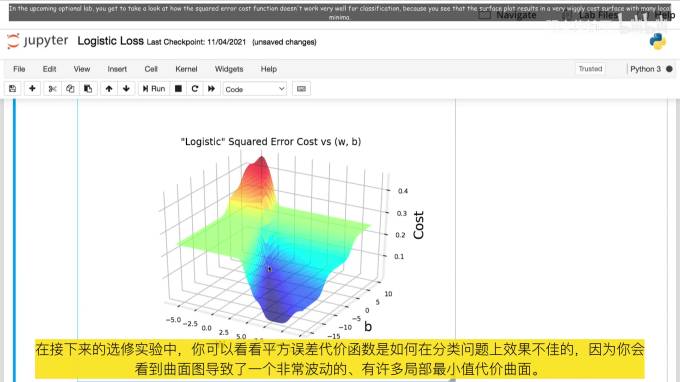 In the upcoming optional lab, you get to take a look at how the squared error cost function doesn't work very well for classification, because you see that the surface plot results in a very wiggly cost surface with many local
minima.
Navigate Lab Files Help
jupyter Logistic Loss Last Checkpoint: 11/04/2021 (unsaved changes)
File Edit View Insert Cell Kernel Widgets Help
Trusted Python 3
Run Code
"Logistic" Squared Error Cost vs (w, b)
0.4
0.3
0.2
0.1
Cost
10
5
0
-5
-10
-15
b
-5.0 -2.5 0.0 2.5
在接下来的选修实验中，你可以看看平方误差代价函数是如何在分类问题上效果不佳的，因为你会
看到曲面图导致了一个非常波动的、有许多局部最小值代价曲面。